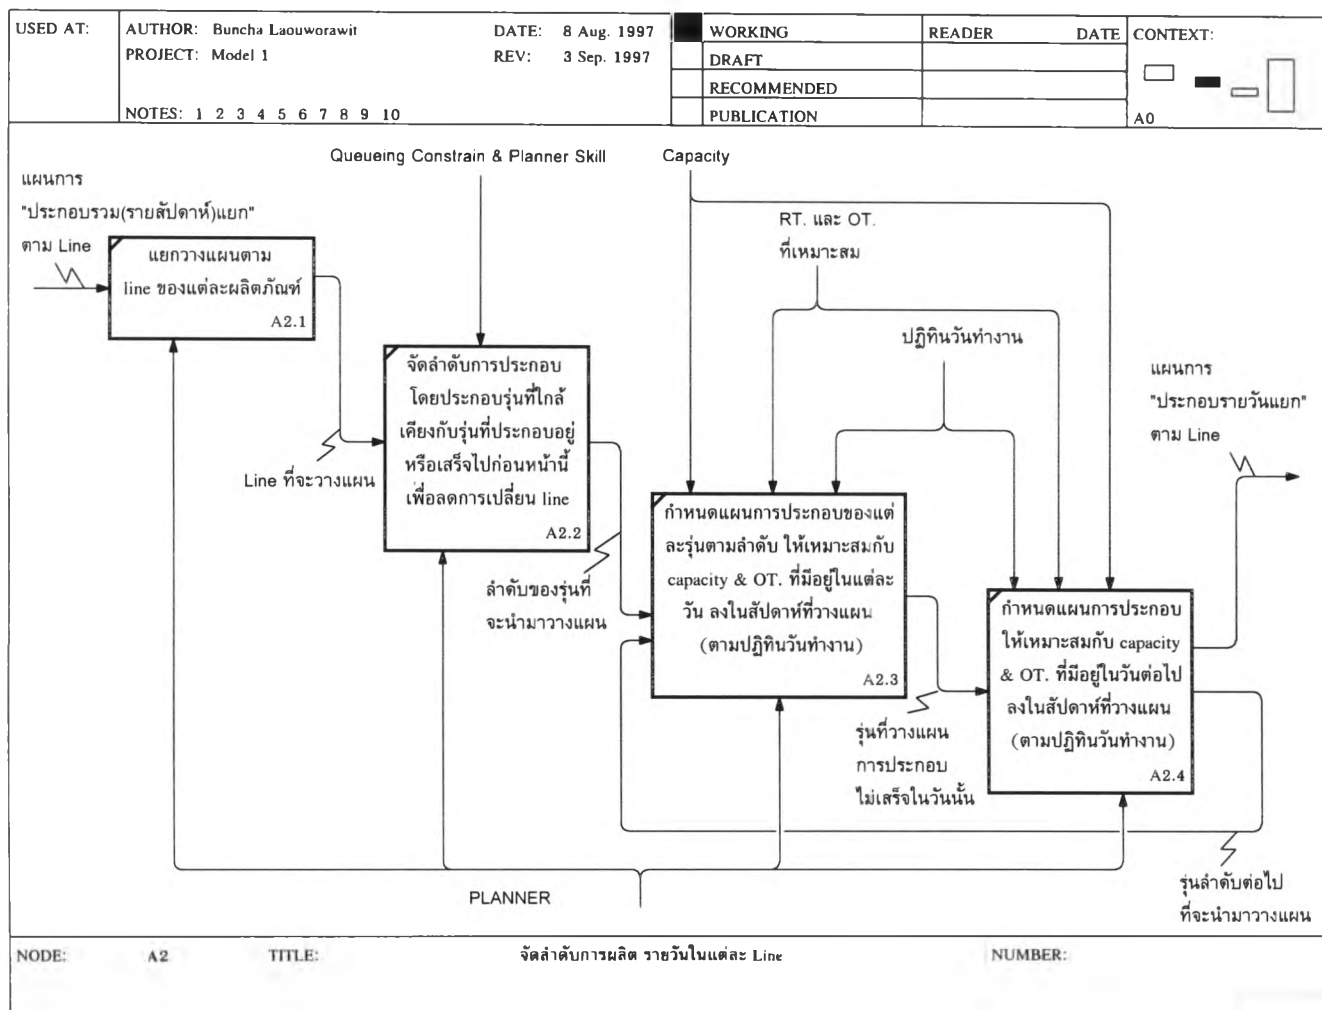 USED AT:
AUTHOR: Buncha Laouworawit
DATE: 8 Aug. 1997
PROJECT: Model 1
REV: 3 Sep. 1997
NOTES: 1 2 3 4 5 6 7 8 9 10
WORKING
DRAFT
RECOMMENDED
PUBLICATION
READER DATE
CONTEXT:
A0
Queueing Constrain & Planner Skill
Capacity
แผนการ
"ประกอบรวม(รายสัปดาห์)แยก"
ตาม Line
แยกวางแผนตาม
line ของแต่ละผลิตภัณฑ์
A2.1
RT. และ OT.
ที่เหมาะสม
ปฏิทินวันทำงาน
จัดลำดับการประกอบ
โดยประกอบรุ่นที่ใกล้
เคียงกับรุ่นที่ประกอบอยู่
หรือเสร็จไปก่อนหน้านี้
เพื่อลดการเปลี่ยน line
A2.2
Line ที่จะวางแผน
แผนการ
"ประกอบรายวันแยก"
ตาม Line
กำหนดแผนการประกอบของแต่
ละรุ่นตามลำดับ ให้เหมาะสมกับ
capacity & OT. ที่มีอยู่ในแต่ละ
วัน ลงในสัปดาห์ที่วางแผน
(ตามปฏิทินวันทำงาน)
A2.3
ลำดับของรุ่นที่
จะนำมาวางแผน
กำหนดแผนการประกอบ
ให้เหมาะสมกับ capacity
& OT. ที่มีอยู่ในวันต่อไป
ลงในสัปดาห์ที่วางแผน
(ตามปฏิทินวันทำงาน)
A2.4
รุ่นที่วางแผน
การประกอบ
ไม่เสร็จในวันนั้น
รุ่นลำดับต่อไป
ที่จะนำมาวางแผน
PLANNER
NODE: A2
TITLE: จัดลำดับการผลิต รายวันในแต่ละ Line
NUMBER: